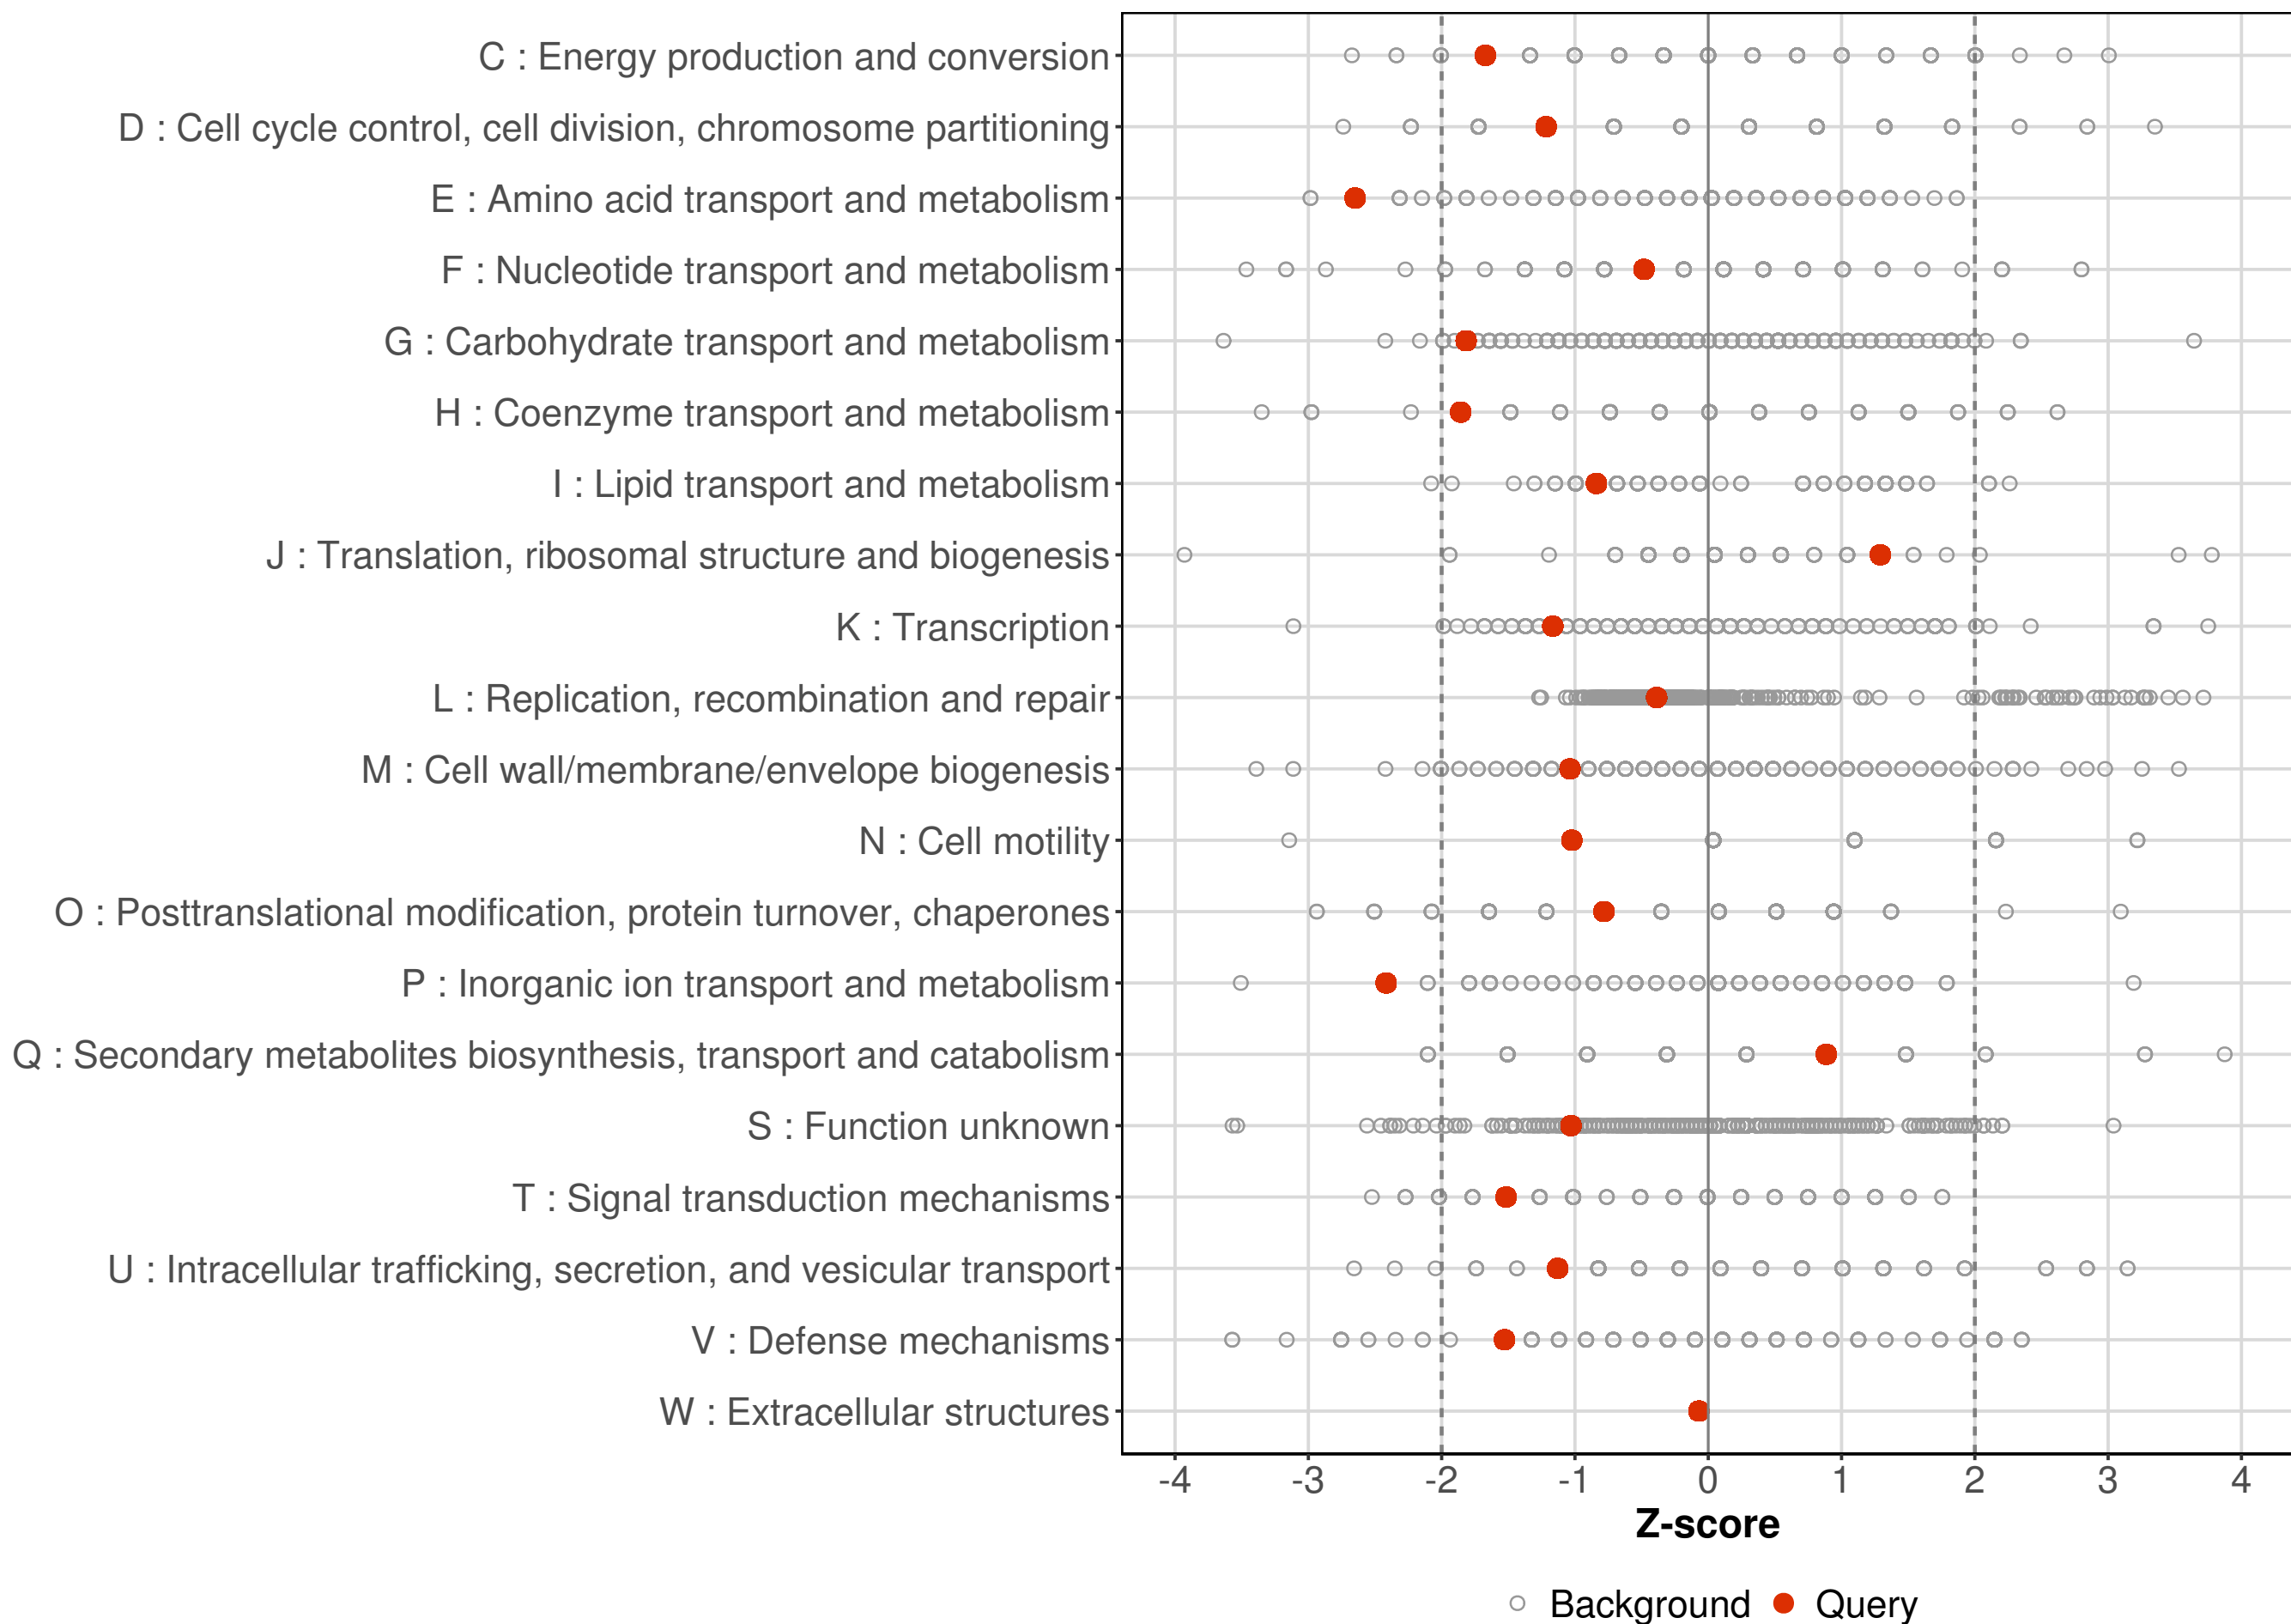 C : Energy production and conversion
D : Cell cycle control, cell division, chromosome partitioning
E : Amino acid transport and metabolism
F : Nucleotide transport and metabolism
G : Carbohydrate transport and metabolism
H : Coenzyme transport and metabolism
I : Lipid transport and metabolism
J : Translation, ribosomal structure and biogenesis
K : Transcription
L : Replication, recombination and repair
M : Cell wall/membrane/envelope biogenesis
N : Cell motility
O : Posttranslational modification, protein turnover, chaperones
P : Inorganic ion transport and metabolism
Q : Secondary metabolites biosynthesis, transport and catabolism
S : Function unknown
T : Signal transduction mechanisms
U : Intracellular trafficking, secretion, and vesicular transport
V : Defense mechanisms
W : Extracellular structures
-4 -3 -2 -1 0 1 2 3 4
Z-score
Background Query